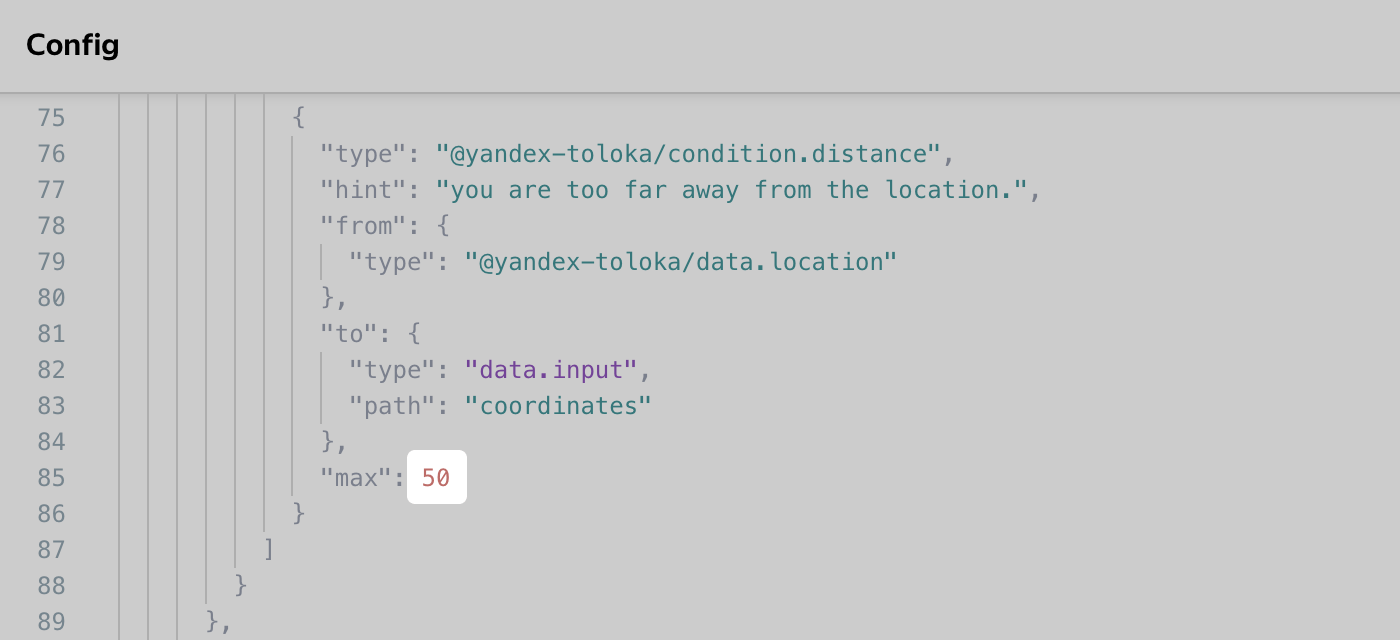 Config
75 {
76 "type": "@yandex-toloka/condition.distance",
77 "hint": "you are too far away from the location.",
78 "from": {
79 "type": "@yandex-toloka/data.location"
80 },
81 "to": {
82 "type": "data.input",
83 "path": "coordinates"
84 },
85 "max": 50
86 }
87 ]
88 }
89 },